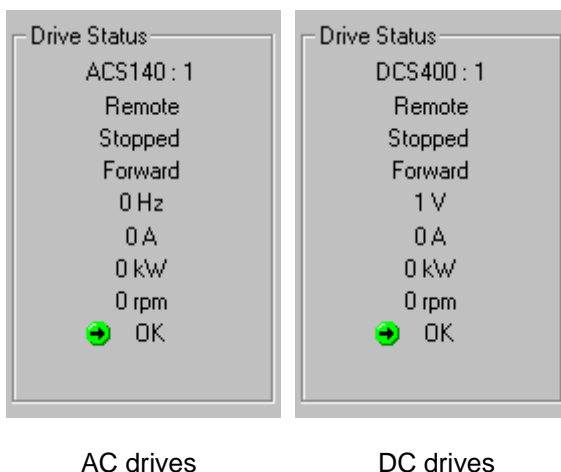 Drive Status
ACS140 : 1
Remote
Stopped
Forward
0 Hz
0 A
0 kW
0 rpm
OK
AC drives
Drive Status
DCS400 : 1
Remote
Stopped
Forward
1 V
0 A
0 kW
0 rpm
OK
DC drives